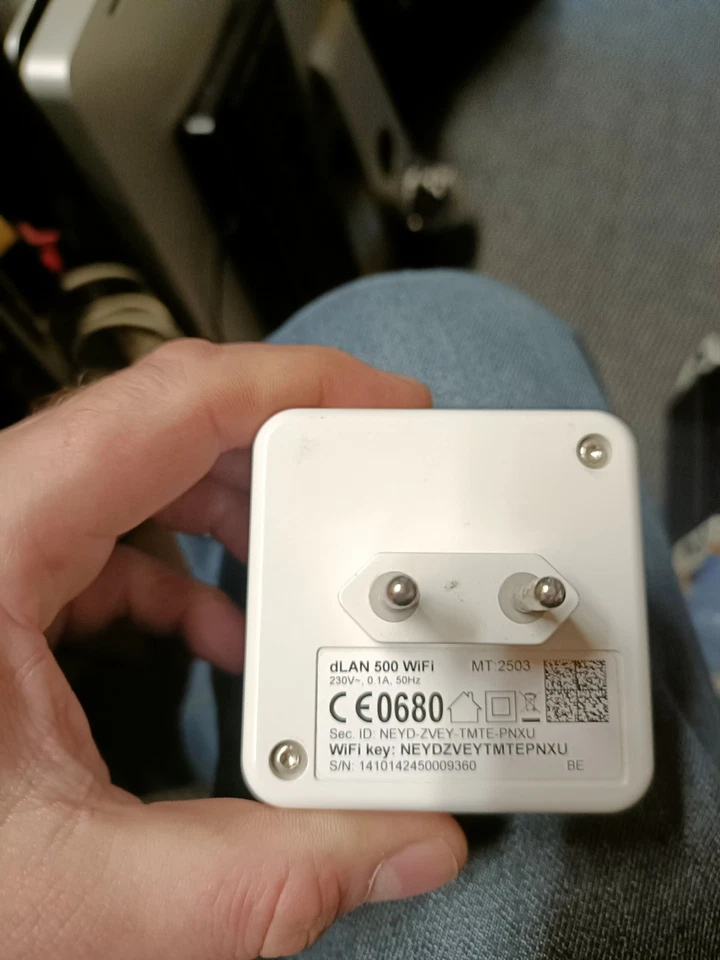 dLAN 500 WiFi MT:2503
230V~, 0.1A, 50Hz
CE0680
Sec. ID: NEYD-ZVEY-TMTE-PNXU
WiFi key: NEYDZVEYTMTEPNXU
S/N: 1410142450009360 BE